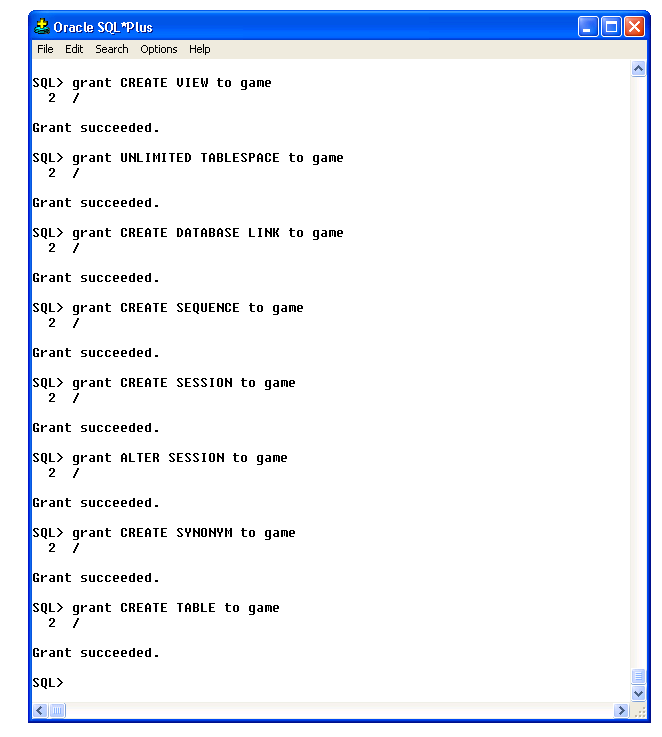 Oracle SQL*Plus
File Edit Search Options Help
SQL> grant CREATE VIEW to game
  2  /
Grant succeeded.
SQL> grant UNLIMITED TABLESPACE to game
  2  /
Grant succeeded.
SQL> grant CREATE DATABASE LINK to game
  2  /
Grant succeeded.
SQL> grant CREATE SEQUENCE to game
  2  /
Grant succeeded.
SQL> grant CREATE SESSION to game
  2  /
Grant succeeded.
SQL> grant ALTER SESSION to game
  2  /
Grant succeeded.
SQL> grant CREATE SYNONYM to game
  2  /
Grant succeeded.
SQL> grant CREATE TABLE to game
  2  /
Grant succeeded.
SQL>